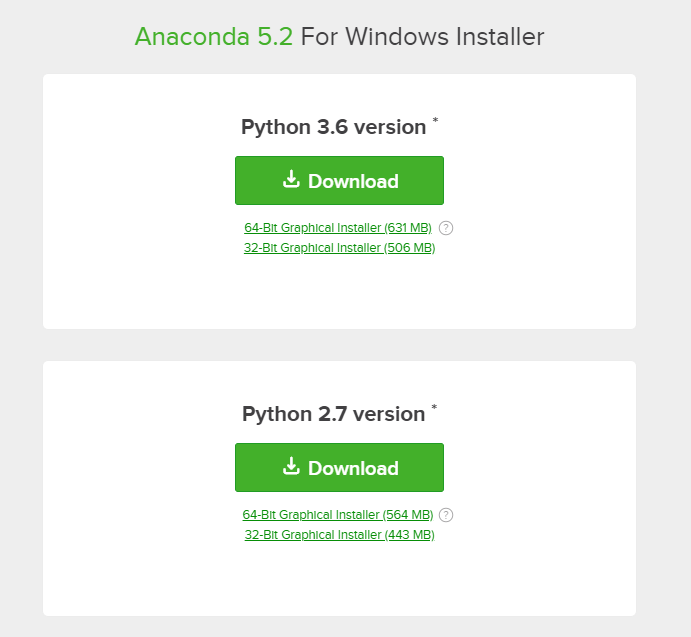 Anaconda 5.2 For Windows Installer
Python 3.6 version *
Download
64-Bit Graphical Installer (631 MB) ?
32-Bit Graphical Installer (506 MB)
Python 2.7 version *
Download
64-Bit Graphical Installer (564 MB) ?
32-Bit Graphical Installer (443 MB)